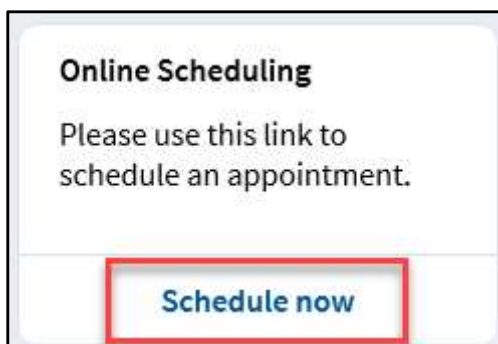 Online Scheduling
Please use this link to
schedule an appointment.
Schedule now